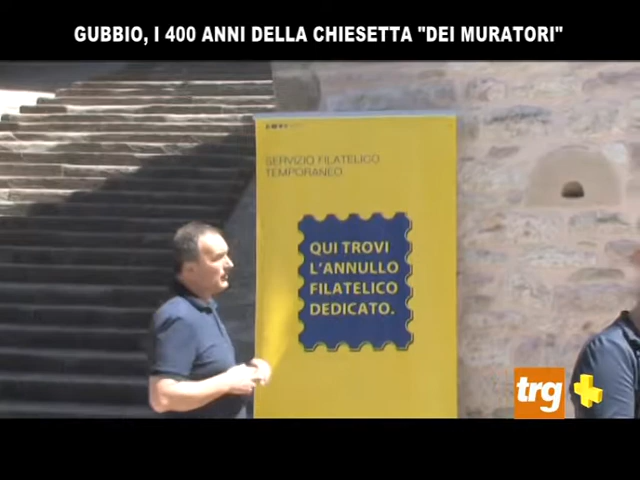 GUBBIO, I 400 ANNI DELLA CHIESETTA "DEI MURATORI"
SERVIZIO FILATELICO
TEMPORANEO
QUI TROVI
L'ANNULLO
FILATELICO
DEDICATO.
trg